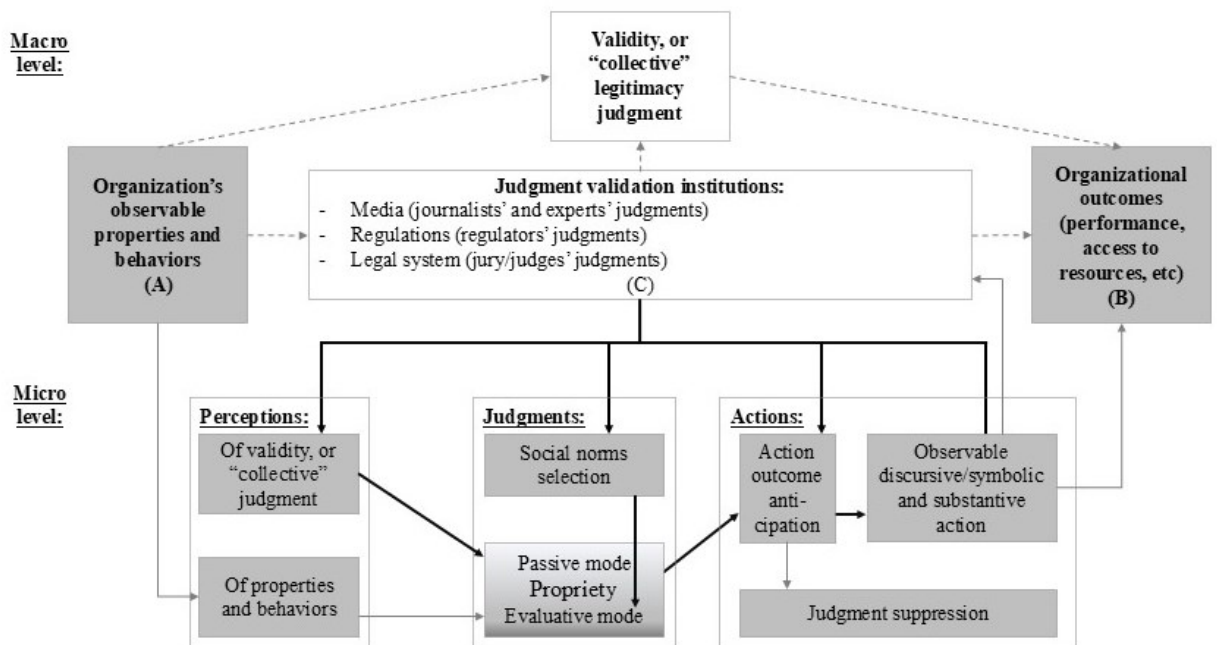 Macro
level:
Validity, or
“collective”
legitimacy
judgment
Organization’s
observable
properties and
behaviors
(A)
Judgment validation institutions:
- Media (journalists’ and experts’ judgments)
- Regulations (regulators’ judgments)
- Legal system (jury/judges’ judgments)
(C)
Organizational
outcomes
(performance,
access to
resources, etc)
(B)
Micro
level:
Perceptions:
Of validity, or
“collective”
judgment
Of properties
and behaviors
Judgments:
Social norms
selection
Passive mode
Propriety
Evaluative mode
Actions:
Action
outcome
anti-
cipation
Observable
discursive/symbolic
and substantive
action
Judgment suppression